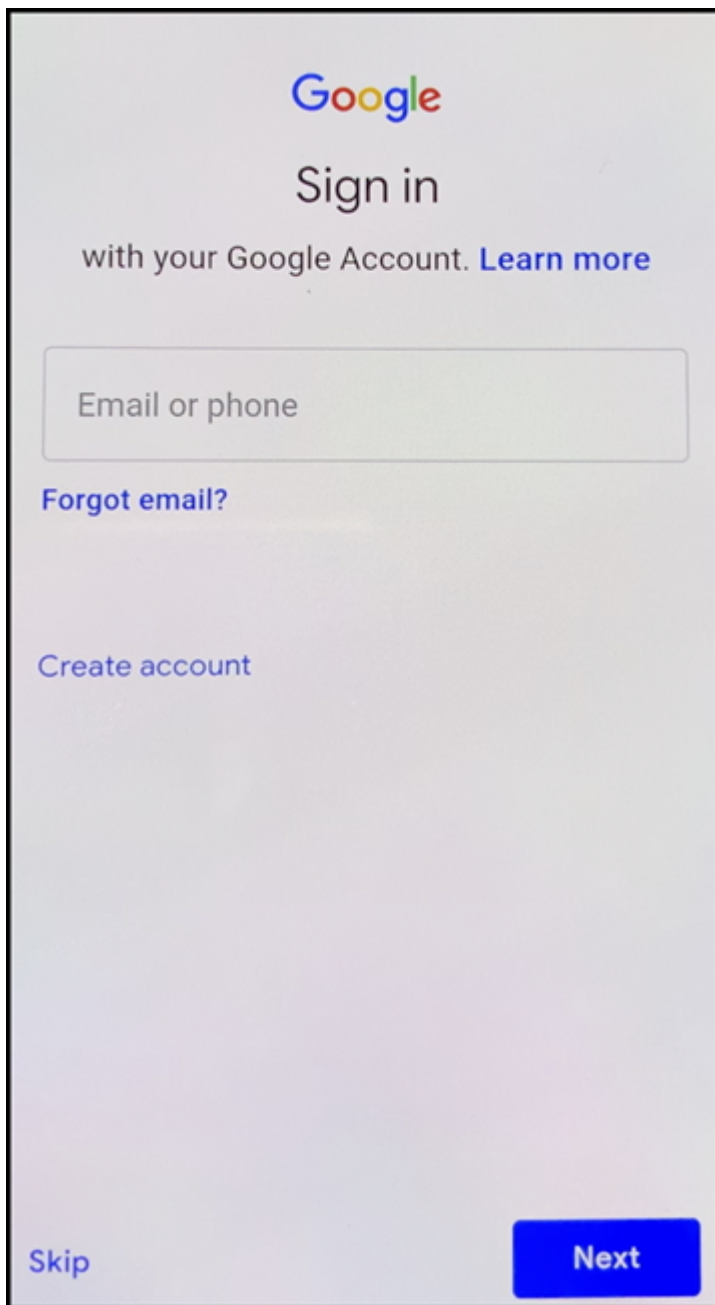 Google
Sign in
with your Google Account. Learn more
Email or phone
Forgot email?
Create account
Skip
Next